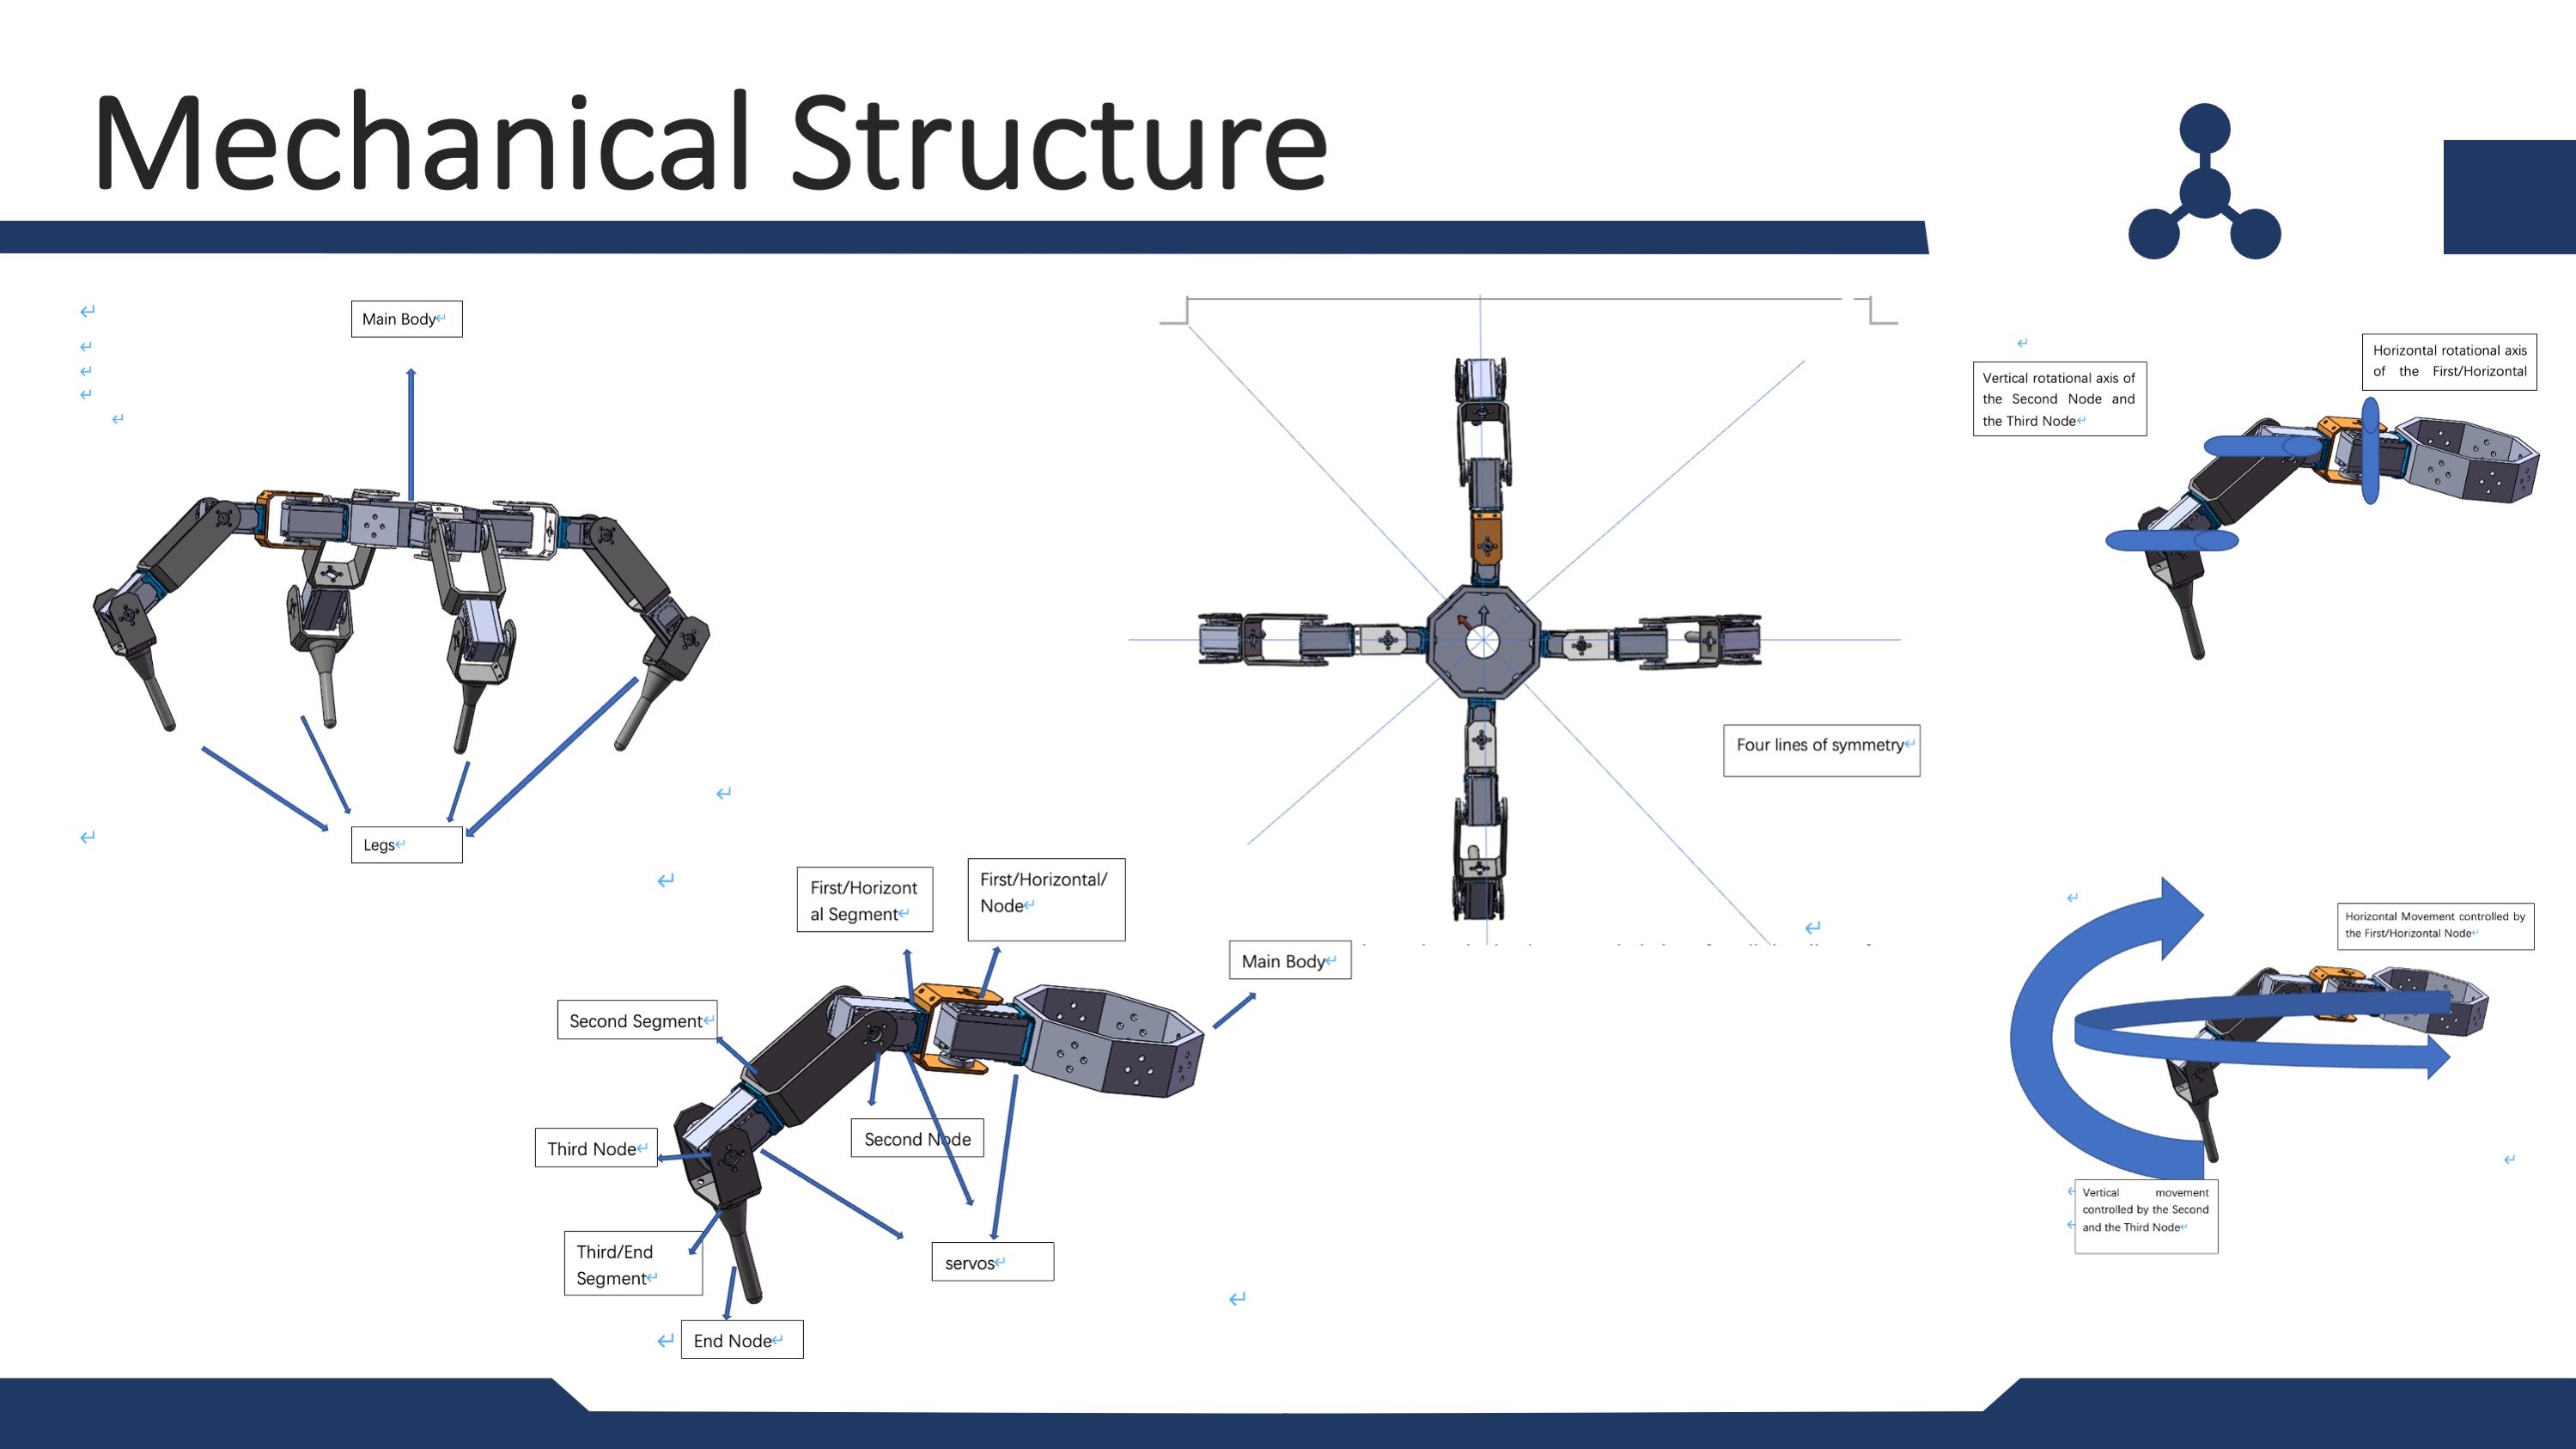 Mechanical Structure
Main Body
Legs
Four lines of symmetry
Vertical rotational axis of
the Second Node and
the Third Node
Horizontal rotational axis
of the First/Horizontal
First/Horizont
al Segment
First/Horizontal/
Node
Main Body
Second Segment
Third Node
Second Node
Third/End
Segment
servos
End Node
Horizontal Movement controlled by
the First/Horizontal Node
Vertical movement
controlled by the Second
and the Third Node